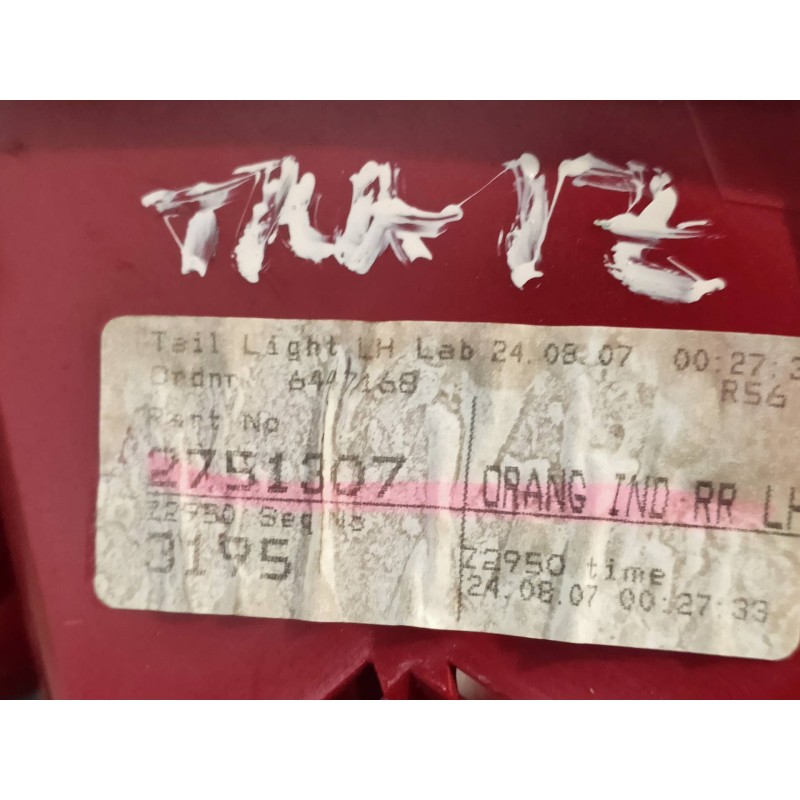 Tail Light LH Lab 24.08.07 00:27:3
Ordnr 6447168 R56
Part No
2751307 ORANG IND RR LH
Z2950 Seq No
3195 Z2950 time
24.08.07 00:27:33